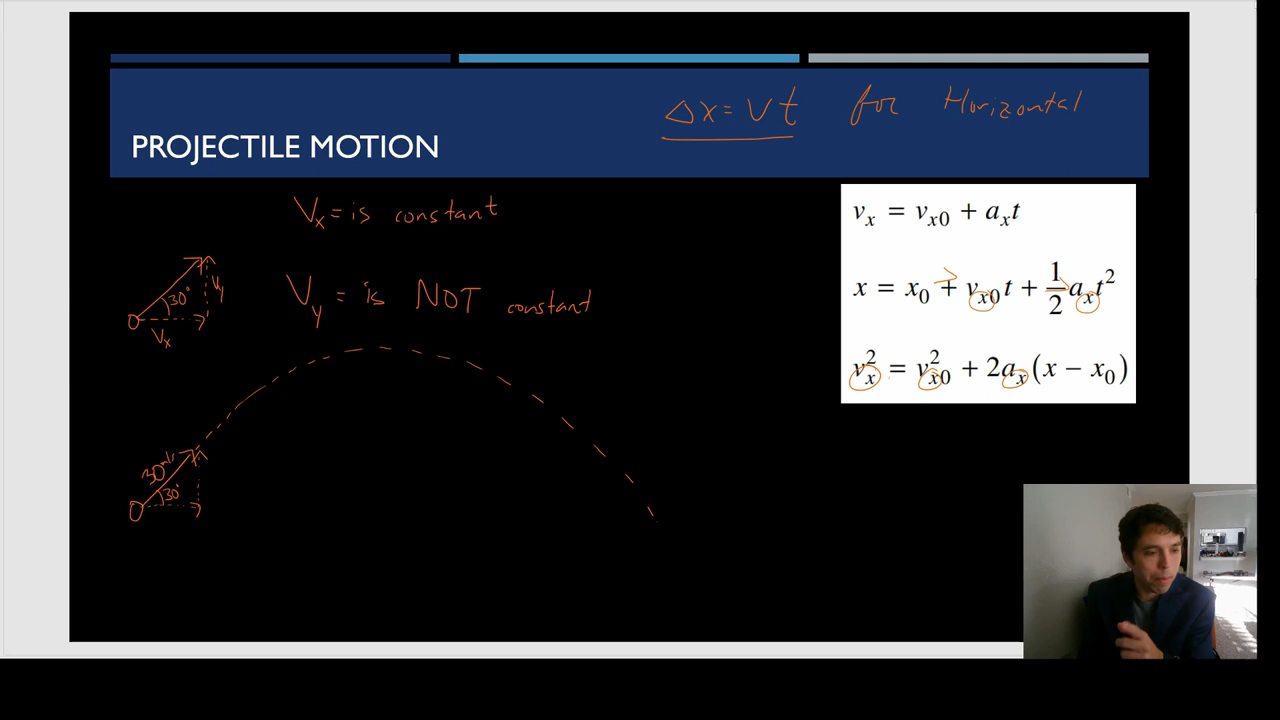 Δx = vt for Horizontal
PROJECTILE MOTION
Vx = is constant
Vy = is NOT constant
30°
Vy
Vx
30 m/s
30°
vₓ = vₓ₀ + aₓt
x = x₀ + vₓ₀t + 1/2 aₓt²
vₓ² = vₓ₀² + 2aₓ(x − x₀)